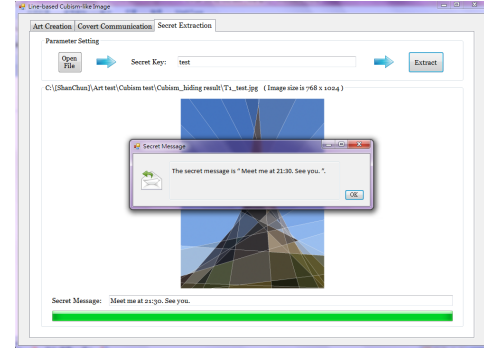 Line-based Cubism-like Image
Art Creation Covert Communication Secret Extraction
Parameter Setting
Open File
Secret Key:
test
Extract
C:\[ShanChun]\Art test\Cubism test\Cubism_hiding result\T1_test.jpg ( Image size is 768 x 1024 )
Secret Message
The secret message is " Meet me at 21:30. See you. ".
OK
Secret Message: Meet me at 21:30. See you.